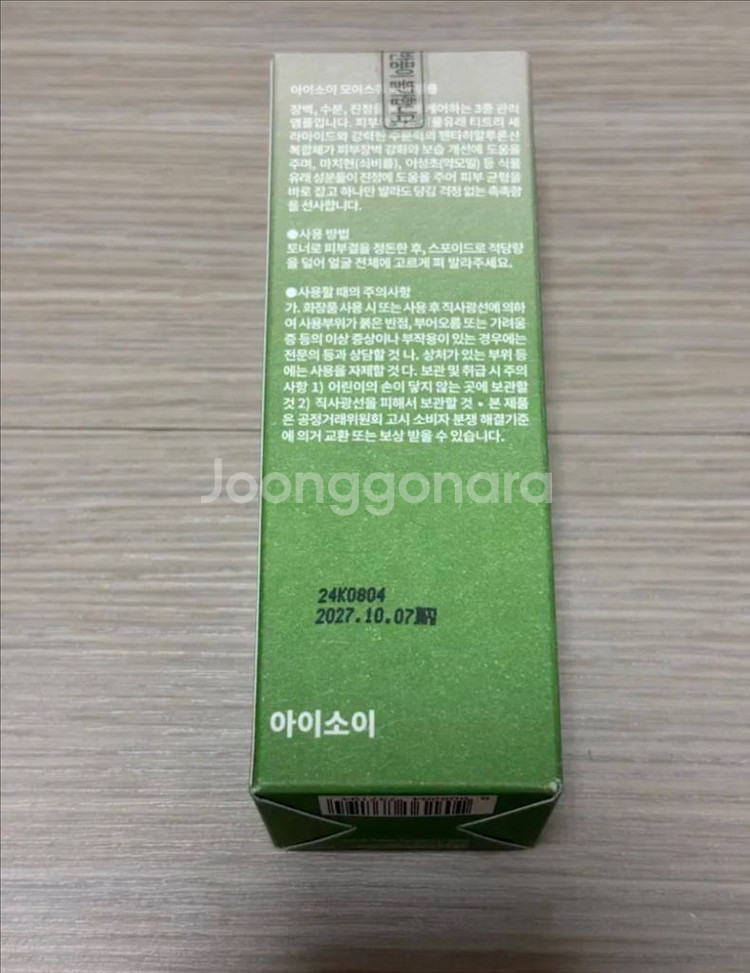 아이소이 모어스
장벽, 수분, 진정을 케어하는 3중 관리
앰플입니다. 피부 물유래 티트리 세
라마이드와 강력한 수분력의 펜타히알루론산
복합체가 피부장벽 강화와 보습 개선에 도움을
주며, 마치현(쇠비름), 아성초(약모밀) 등 식물
유래 성분들이 진정에 도움을 주어 피부 균형을
바로 잡고 하나만 발라도 당김 걱정 없는 촉촉함
을 선사합니다.
●사용 방법
토너로 피부결을 정돈한 후, 스포이드로 적당량
을 덜어 얼굴 전체에 고르게 펴 발라주세요.
●사용할 때의 주의사항
가. 화장품 사용 시 또는 사용 후 직사광선에 의하
여 사용부위가 붉은 반점, 부어오름 또는 가려움
증 등의 이상 증상이나 부작용이 있는 경우에는
전문의 등과 상담할 것 나. 상처가 있는 부위 등
에는 사용을 자제할 것 다. 보관 및 취급 시 주의
사항 1) 어린이의 손이 닿지 않는 곳에 보관할
것 2) 직사광선을 피해서 보관할 것 • 본 제품
은 공정거래위원회 고시 소비자 분쟁 해결기준
에 의거 교환 또는 보상 받을 수 있습니다.
Joonggonara
24K0804
2027.10.07까지
아이소이